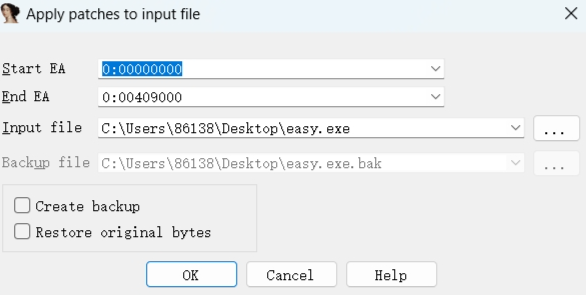 Apply patches to input file
Start EA 0:00000000
End EA 0:00409000
Input file C:\Users\86138\Desktop\easy.exe ...
Backup file C:\Users\86138\Desktop\easy.exe.bak ...
Create backup
Restore original bytes
OK Cancel Help